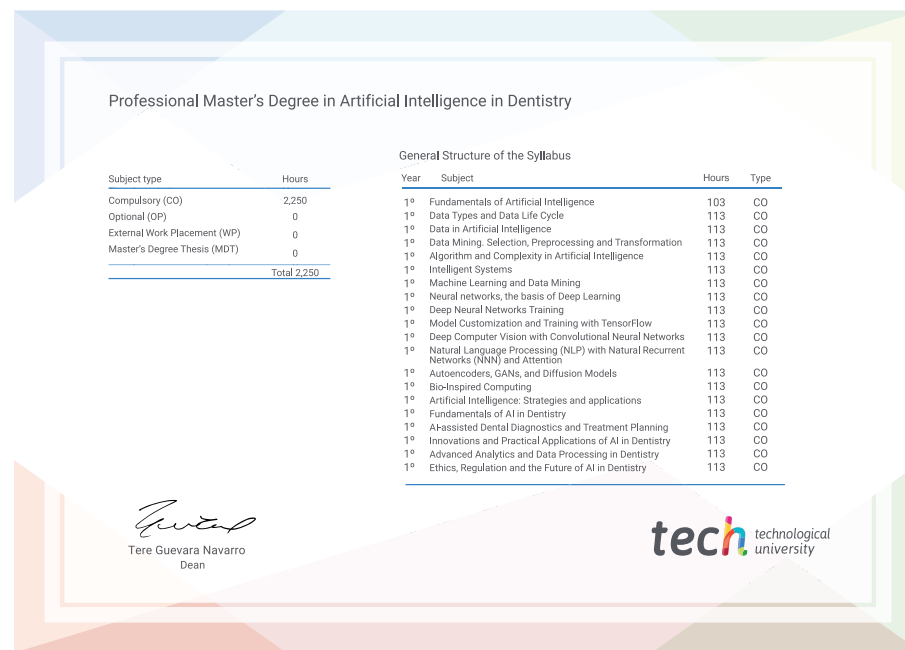 Professional Master's Degree in Artificial Intelligence in Dentistry
Subject type Hours
Compulsory (CO) 2,250
Optional (OP) 0
External Work Placement (WP) 0
Master's Degree Thesis (MDT) 0
Total 2,250
General Structure of the Syllabus
Year Subject Hours Type
1º Fundamentals of Artificial Intelligence 103 CO
1º Data Types and Data Life Cycle 113 CO
1º Data in Artificial Intelligence 113 CO
1º Data Mining. Selection, Preprocessing and Transformation 113 CO
1º Algorithm and Complexity in Artificial Intelligence 113 CO
1º Intelligent Systems 113 CO
1º Machine Learning and Data Mining 113 CO
1º Neural networks, the basis of Deep Learning 113 CO
1º Deep Neural Networks Training 113 CO
1º Model Customization and Training with TensorFlow 113 CO
1º Deep Computer Vision with Convolutional Neural Networks 113 CO
1º Natural Language Processing (NLP) with Natural Recurrent 113 CO
Networks (NNN) and Attention
1º Autoencoders, GANs, and Diffusion Models 113 CO
1º Bio-Inspired Computing 113 CO
1º Artificial Intelligence: Strategies and applications 113 CO
1º Fundamentals of AI in Dentistry 113 CO
1º AI-assisted Dental Diagnostics and Treatment Planning 113 CO
1º Innovations and Practical Applications of AI in Dentistry 113 CO
1º Advanced Analytics and Data Processing in Dentistry 113 CO
1º Ethics, Regulation and the Future of AI in Dentistry 113 CO
Tere Guevara Navarro
Dean
tech technological
university